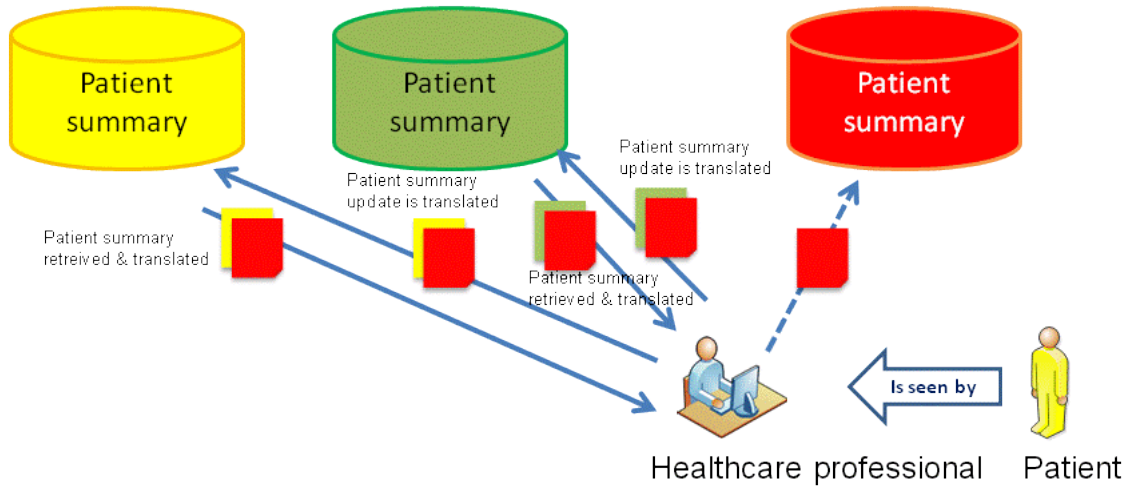 Patient
summary
Patient
summary
Patient
summary
Patient summary
update is translated
Patient summary
update is translated
Patient summary
retreived & translated
Patient summary
retrieved & translated
Is seen by
Healthcare professional
Patient